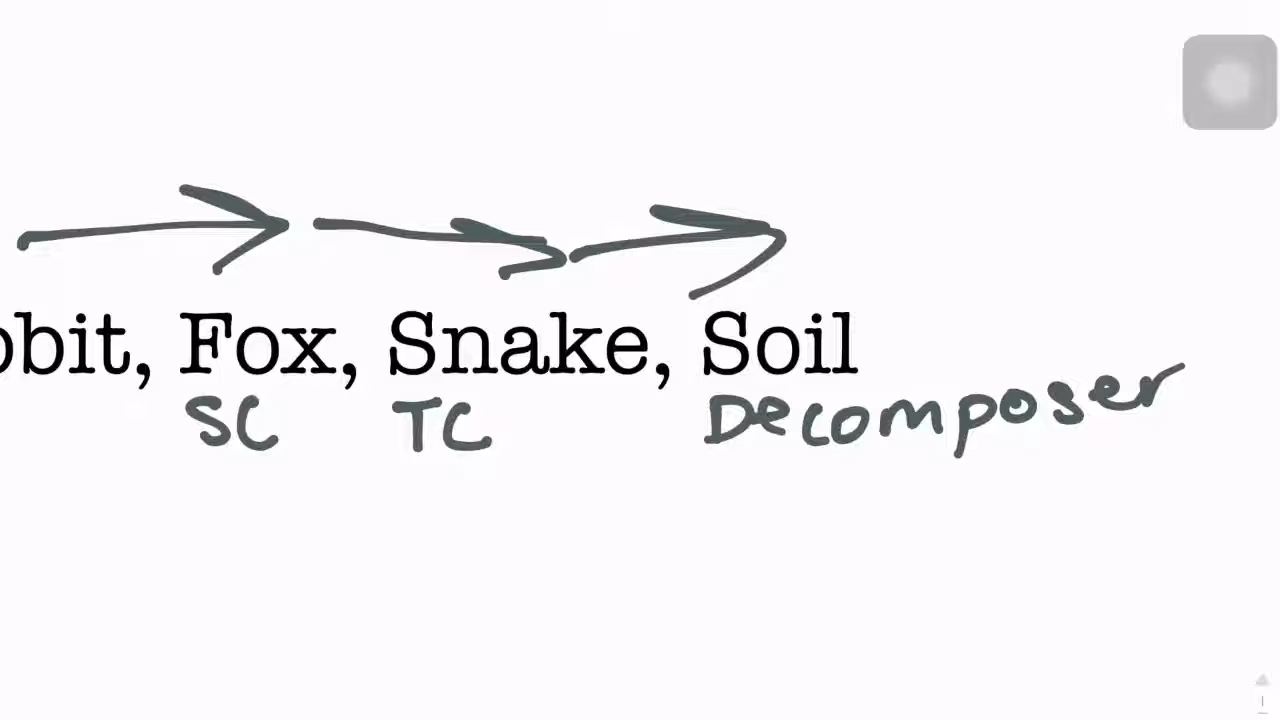 bbit, Fox, Snake, Soil
SC TC Decomposer